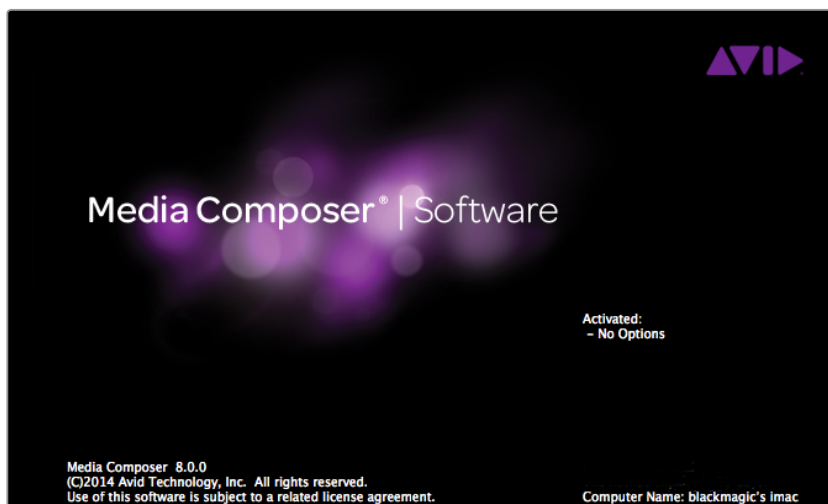 AVID
Media Composer® | Software
Activated:
– No Options
Media Composer 8.0.0
(C)2014 Avid Technology, Inc. All rights reserved.
Use of this software is subject to a related license agreement.
Computer Name: blackmagic's imac